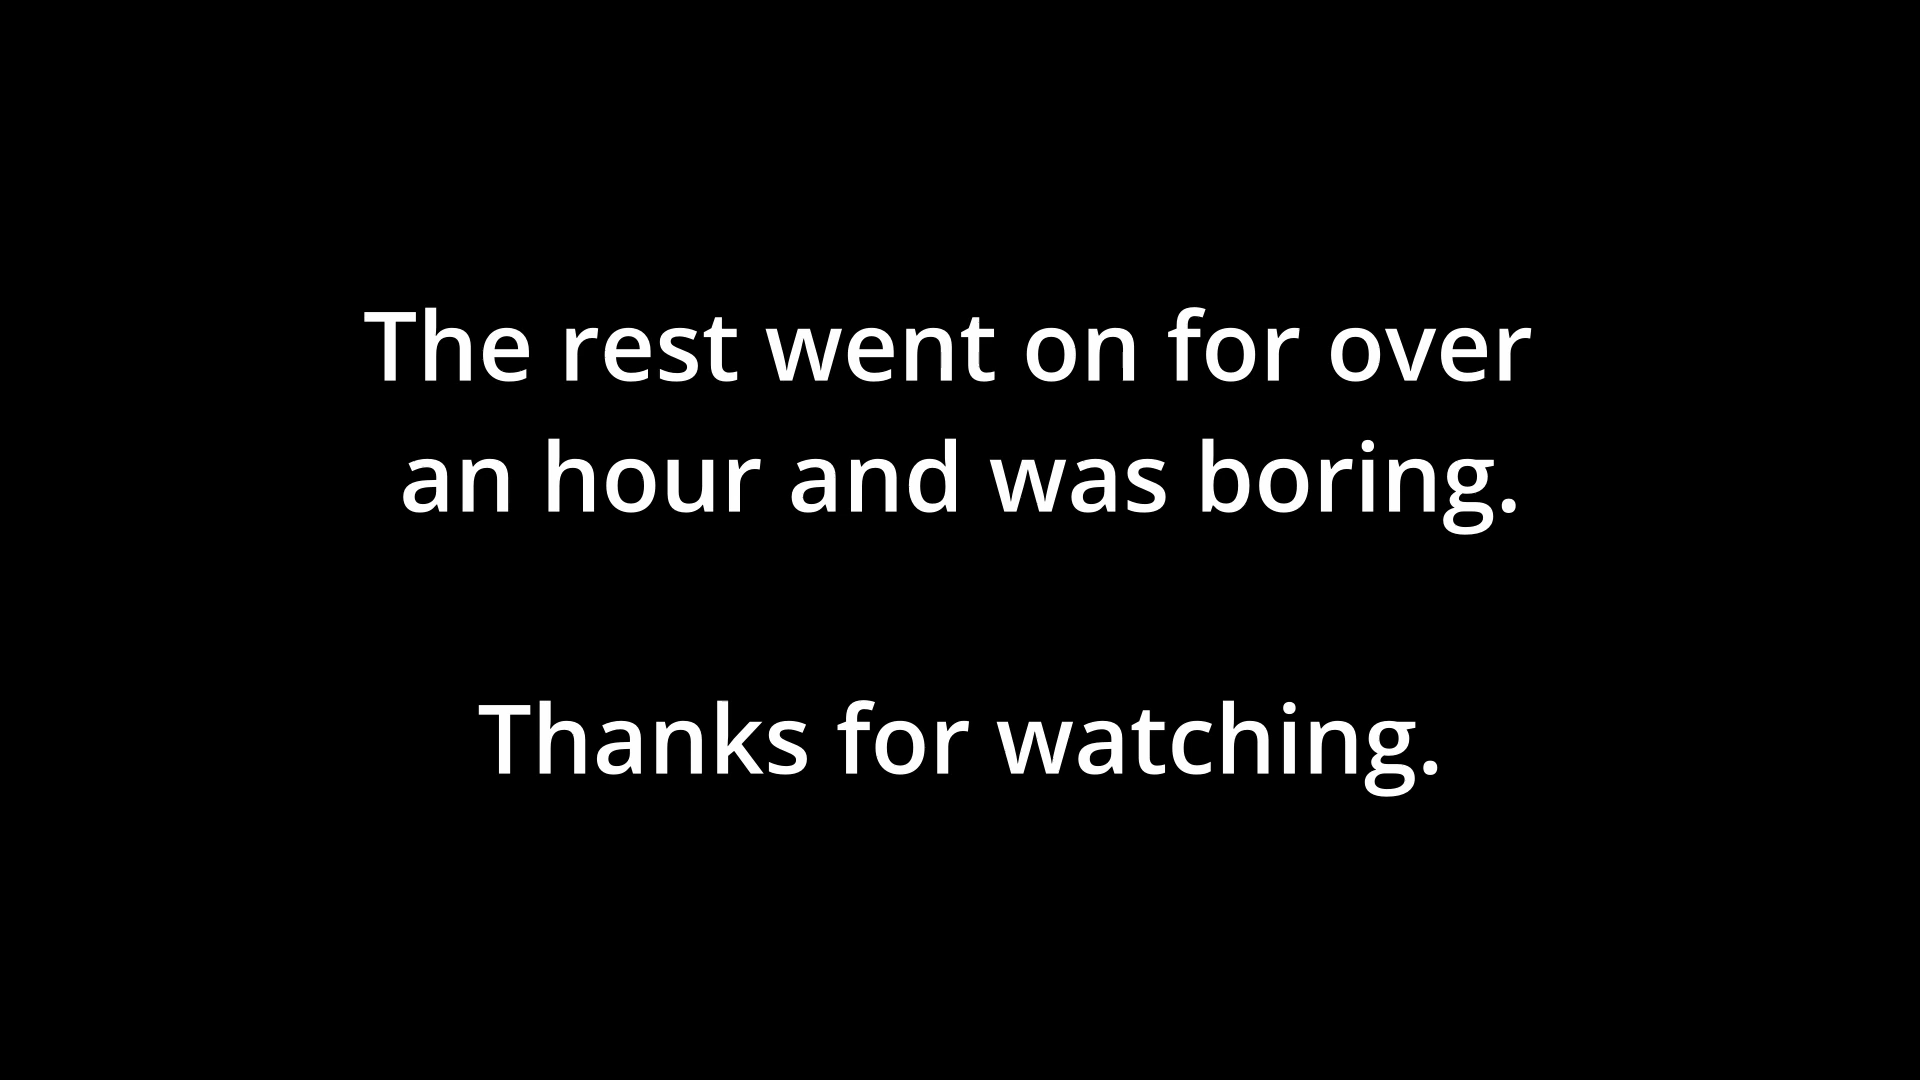 The rest went on for over
an hour and was boring.
Thanks for watching.